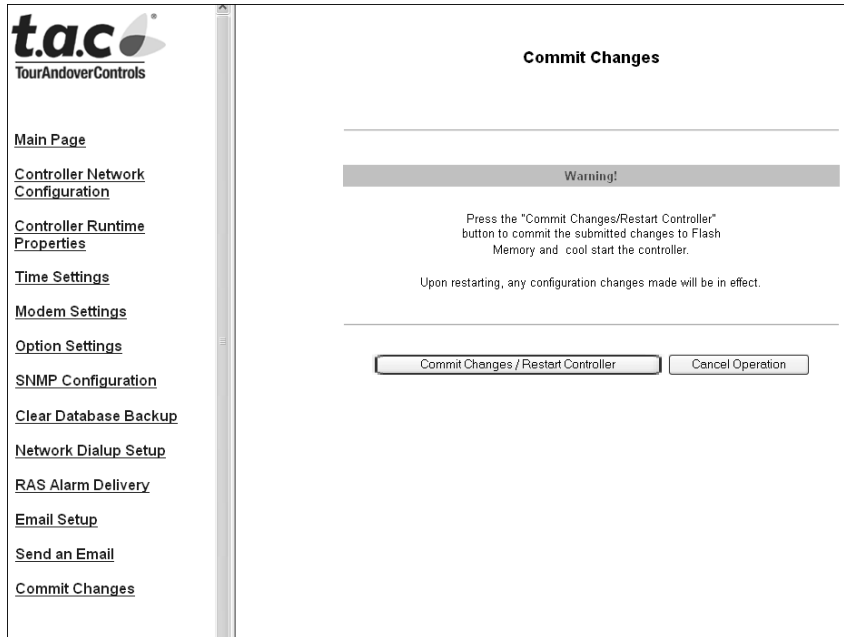 t.a.c®
TourAndoverControls
Main Page
Controller Network
Configuration
Controller Runtime
Properties
Time Settings
Modem Settings
Option Settings
SNMP Configuration
Clear Database Backup
Network Dialup Setup
RAS Alarm Delivery
Email Setup
Send an Email
Commit Changes
Commit Changes
Warning!
Press the "Commit Changes/Restart Controller"
button to commit the submitted changes to Flash
Memory and cool start the controller.
Upon restarting, any configuration changes made will be in effect.
Commit Changes / Restart Controller
Cancel Operation